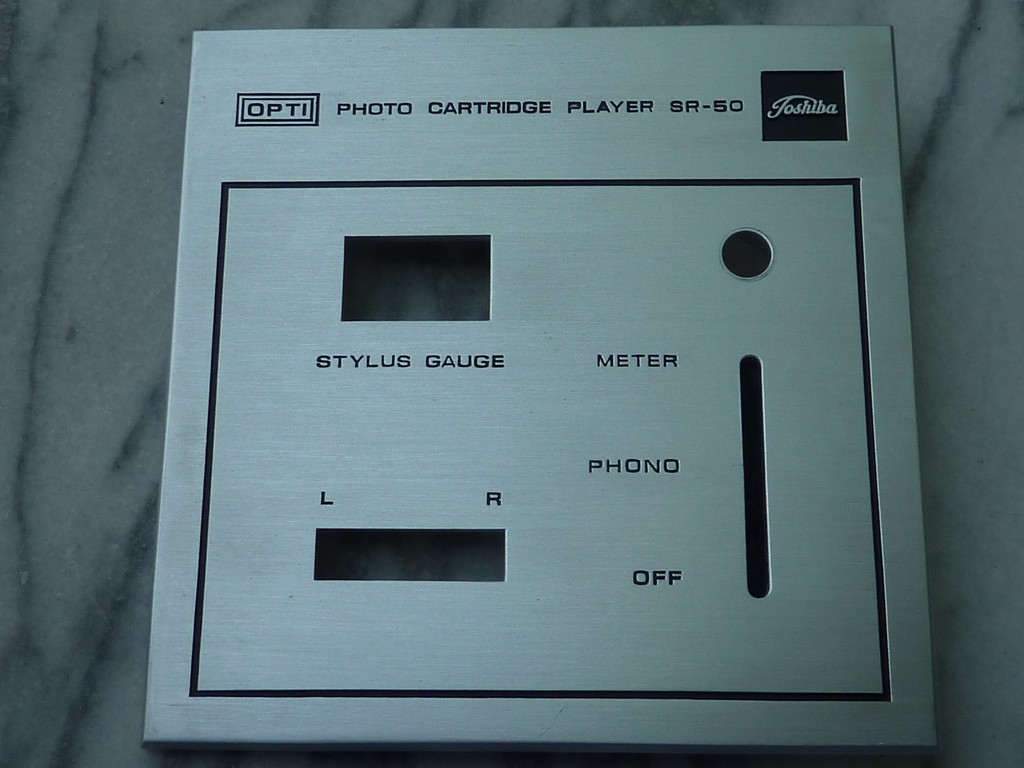 OPTI PHOTO CARTRIDGE PLAYER SR-50 Toshiba
STYLUS GAUGE METER
PHONO
L R
OFF